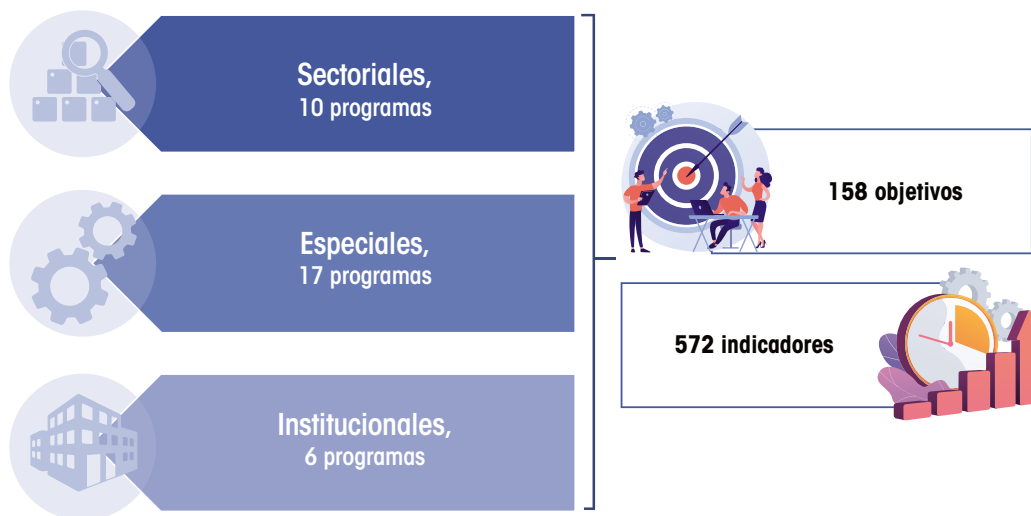 Sectoriales,
10 programas
Especiales,
17 programas
Institucionales,
6 programas
158 objetivos
572 indicadores